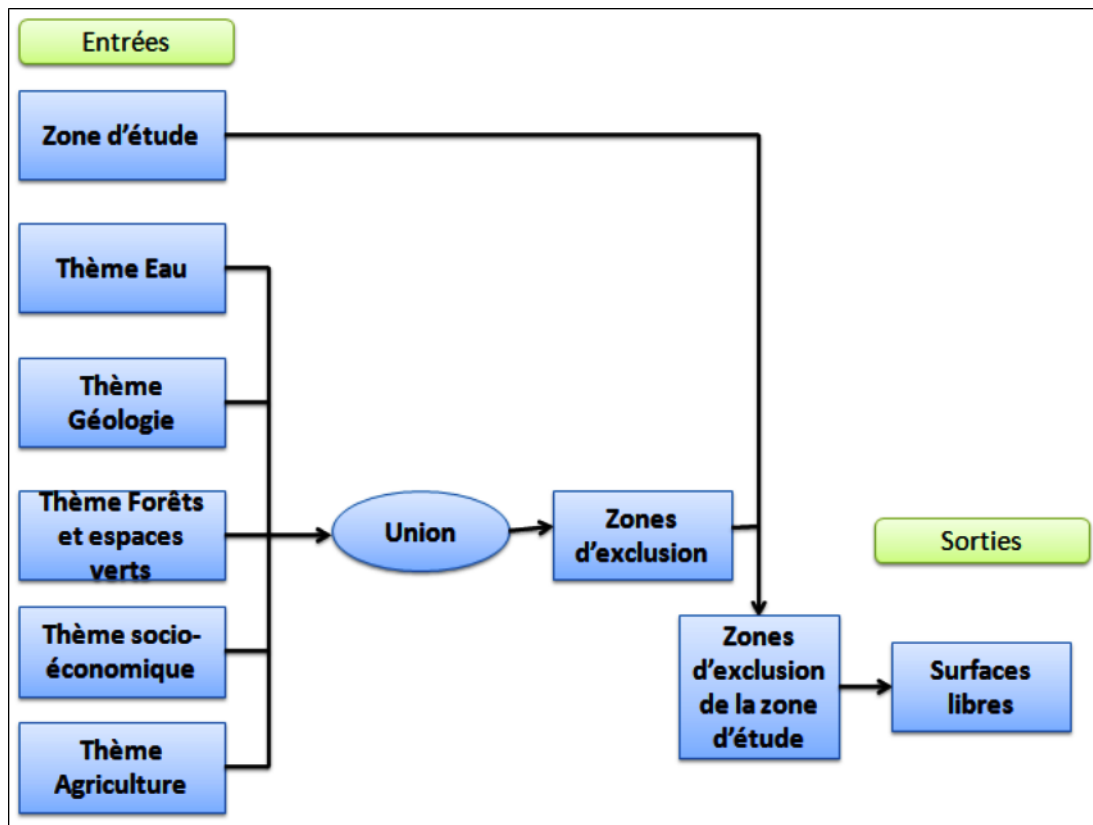 Entrées
Zone d'étude
Thème Eau
Thème
Géologie
Thème Forêts
et espaces
verts
Thème socio-
économique
Thème
Agriculture
Union
Zones
d'exclusion
Zones
d'exclusion
de la zone
d'étude
Sorties
Surfaces
libres